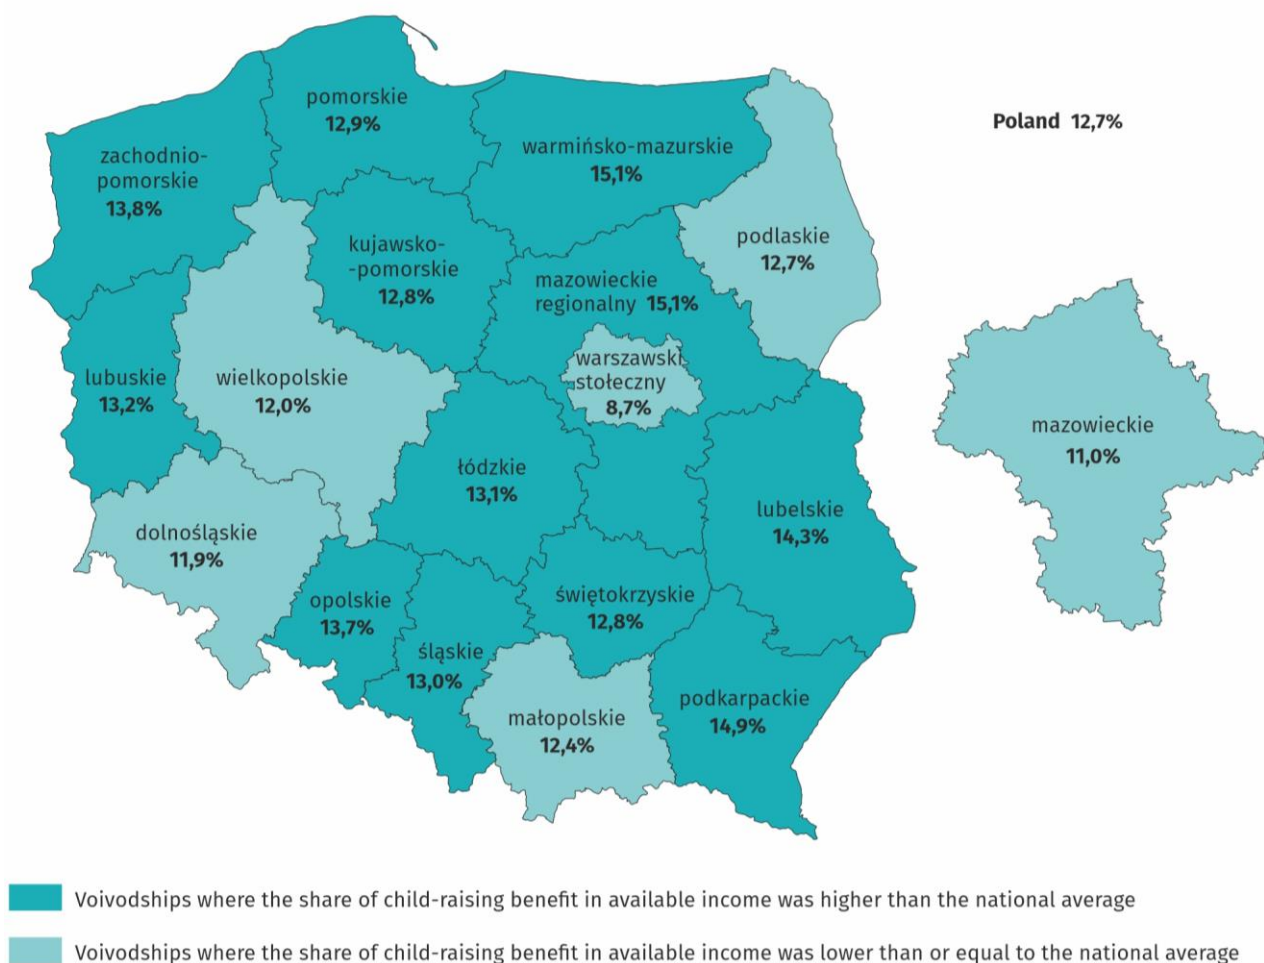 pomorskie
12,9%
Poland 12,7%
warmińsko-mazurskie
15,1%
zachodnio-
pomorskie
13,8%
podlaskie
12,7%
kujawsko-
-pomorskie
12,8%
mazowieckie
regionalny 15,1%
warszawski
stołeczny
8,7%
lubuskie
13,2%
wielkopolskie
12,0%
mazowieckie
11,0%
łódzkie
13,1%
lubelskie
14,3%
dolnośląskie
11,9%
opolskie
13,7%
świętokrzyskie
12,8%
śląskie
13,0%
podkarpackie
14,9%
małopolskie
12,4%
Voivodships where the share of child-raising benefit in available income was higher than the national average
Voivodships where the share of child-raising benefit in available income was lower than or equal to the national average